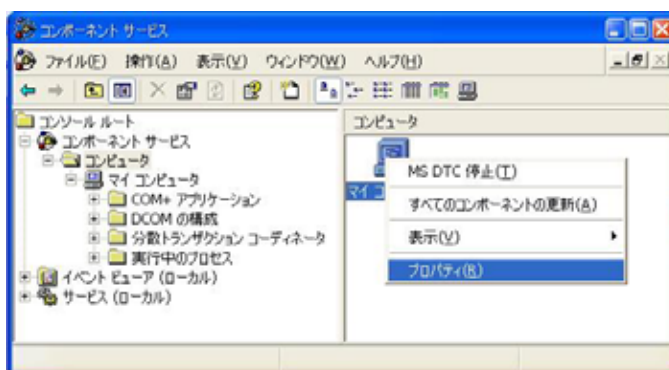 コンポーネント サービス
ファイル(F) 操作(A) 表示(V) ウィンドウ(W) ヘルプ(H)
コンソール ルート
コンポーネント サービス
コンピュータ
マイ コンピュータ
COM+ アプリケーション
DCOM の構成
分散トランザクション コーディネータ
実行中のプロセス
イベント ビューア (ローカル)
サービス (ローカル)
コンピュータ
マイ コ
MS DTC 停止(T)
すべてのコンポーネントの更新(A)
表示(V)
プロパティ(R)